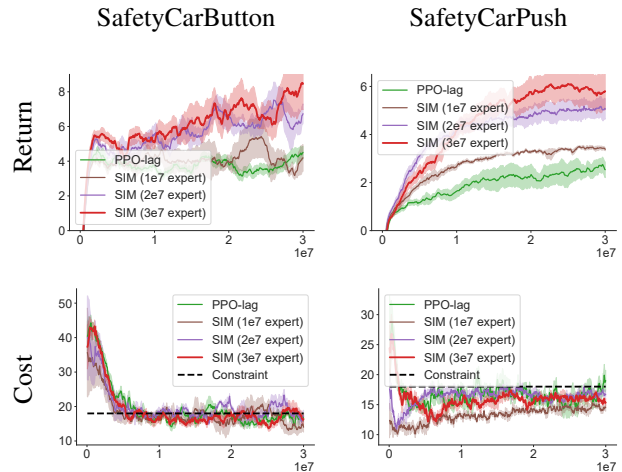 SafetyCarButton
SafetyCarPush
Return
8
6
4
2
0
PPO-lag
SIM (1e7 expert)
SIM (2e7 expert)
SIM (3e7 expert)
0 1 2 3
1e7
6
4
2
0
PPO-lag
SIM (1e7 expert)
SIM (2e7 expert)
SIM (3e7 expert)
0 1 2 3
1e7
Cost
50
40
30
20
10
PPO-lag
SIM (1e7 expert)
SIM (2e7 expert)
SIM (3e7 expert)
Constraint
0 1 2 3
1e7
30
25
20
15
10
PPO-lag
SIM (1e7 expert)
SIM (2e7 expert)
SIM (3e7 expert)
Constraint
0 1 2 3
1e7